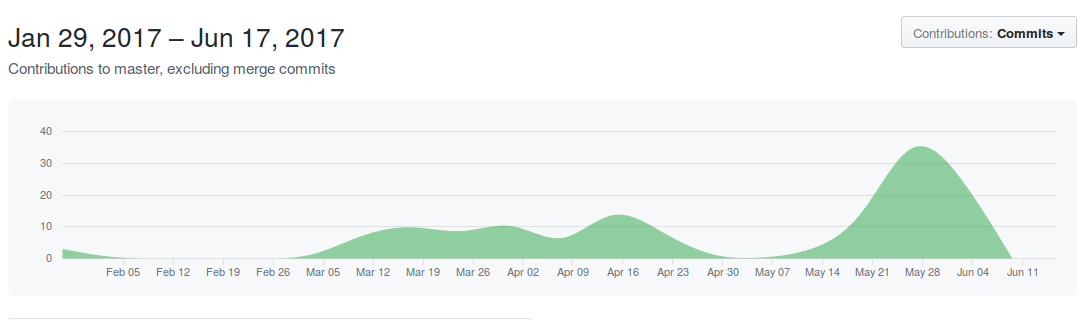 Jan 29, 2017 – Jun 17, 2017
Contributions: Commits
Contributions to master, excluding merge commits
40
30
20
10
0
Feb 05 Feb 12 Feb 19 Feb 26 Mar 05 Mar 12 Mar 19 Mar 26 Apr 02 Apr 09 Apr 16 Apr 23 Apr 30 May 07 May 14 May 21 May 28 Jun 04 Jun 11